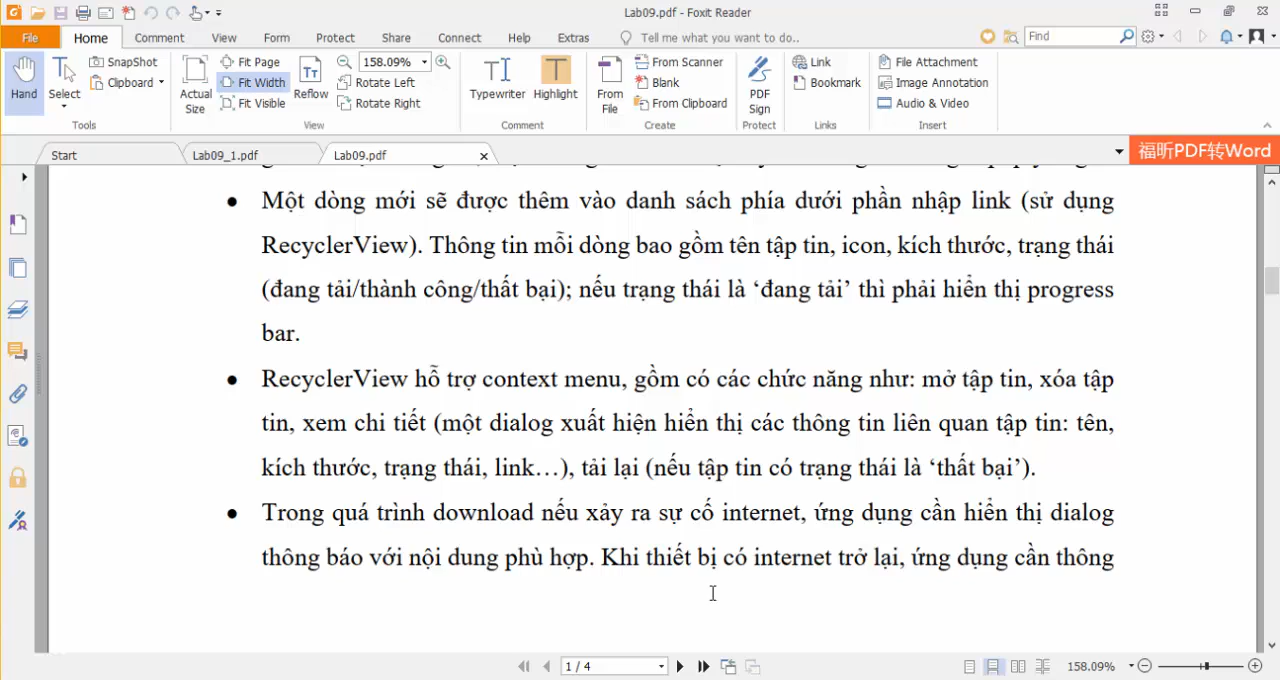 Lab09.pdf - Foxit Reader
File Home Comment View Form Protect Share Connect Help Extras Tell me what you want to do.. Find
Hand
Select
SnapShot
Clipboard
Tools
Actual Size
Fit Page
Fit Width
Fit Visible
Reflow
158.09%
Rotate Left
Rotate Right
View
Typewriter
Highlight
Comment
From File
From Scanner
Blank
From Clipboard
Create
PDF Sign
Protect
Link
Bookmark
Links
File Attachment
Image Annotation
Audio & Video
Insert
Start Lab09_1.pdf Lab09.pdf 福昕PDF转Word
• Một dòng mới sẽ được thêm vào danh sách phía dưới phần nhập link (sử dụng
RecyclerView). Thông tin mỗi dòng bao gồm tên tập tin, icon, kích thước, trạng thái
(đang tải/thành công/thất bại); nếu trạng thái là ‘đang tải’ thì phải hiển thị progress
bar.
• RecyclerView hỗ trợ context menu, gồm có các chức năng như: mở tập tin, xóa tập
tin, xem chi tiết (một dialog xuất hiện hiển thị các thông tin liên quan tập tin: tên,
kích thước, trạng thái, link…), tải lại (nếu tập tin có trạng thái là ‘thất bại’).
• Trong quá trình download nếu xảy ra sự cố internet, ứng dụng cần hiển thị dialog
thông báo với nội dung phù hợp. Khi thiết bị có internet trở lại, ứng dụng cần thông
1 / 4
158.09%